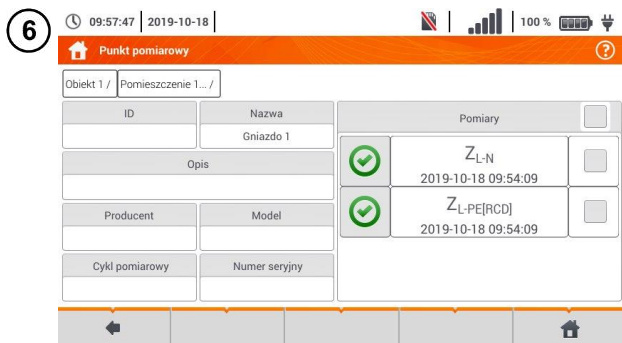 6
09:57:47 2019-10-18 100 %
Punkt pomiarowy ?
Obiekt 1 / Pomieszczenie 1... /
ID Nazwa Pomiary
Gniazdo 1
Opis
ZL-N
2019-10-18 09:54:09
ZL-PE[RCD]
2019-10-18 09:54:09
Producent Model
Cykl pomiarowy Numer seryjny